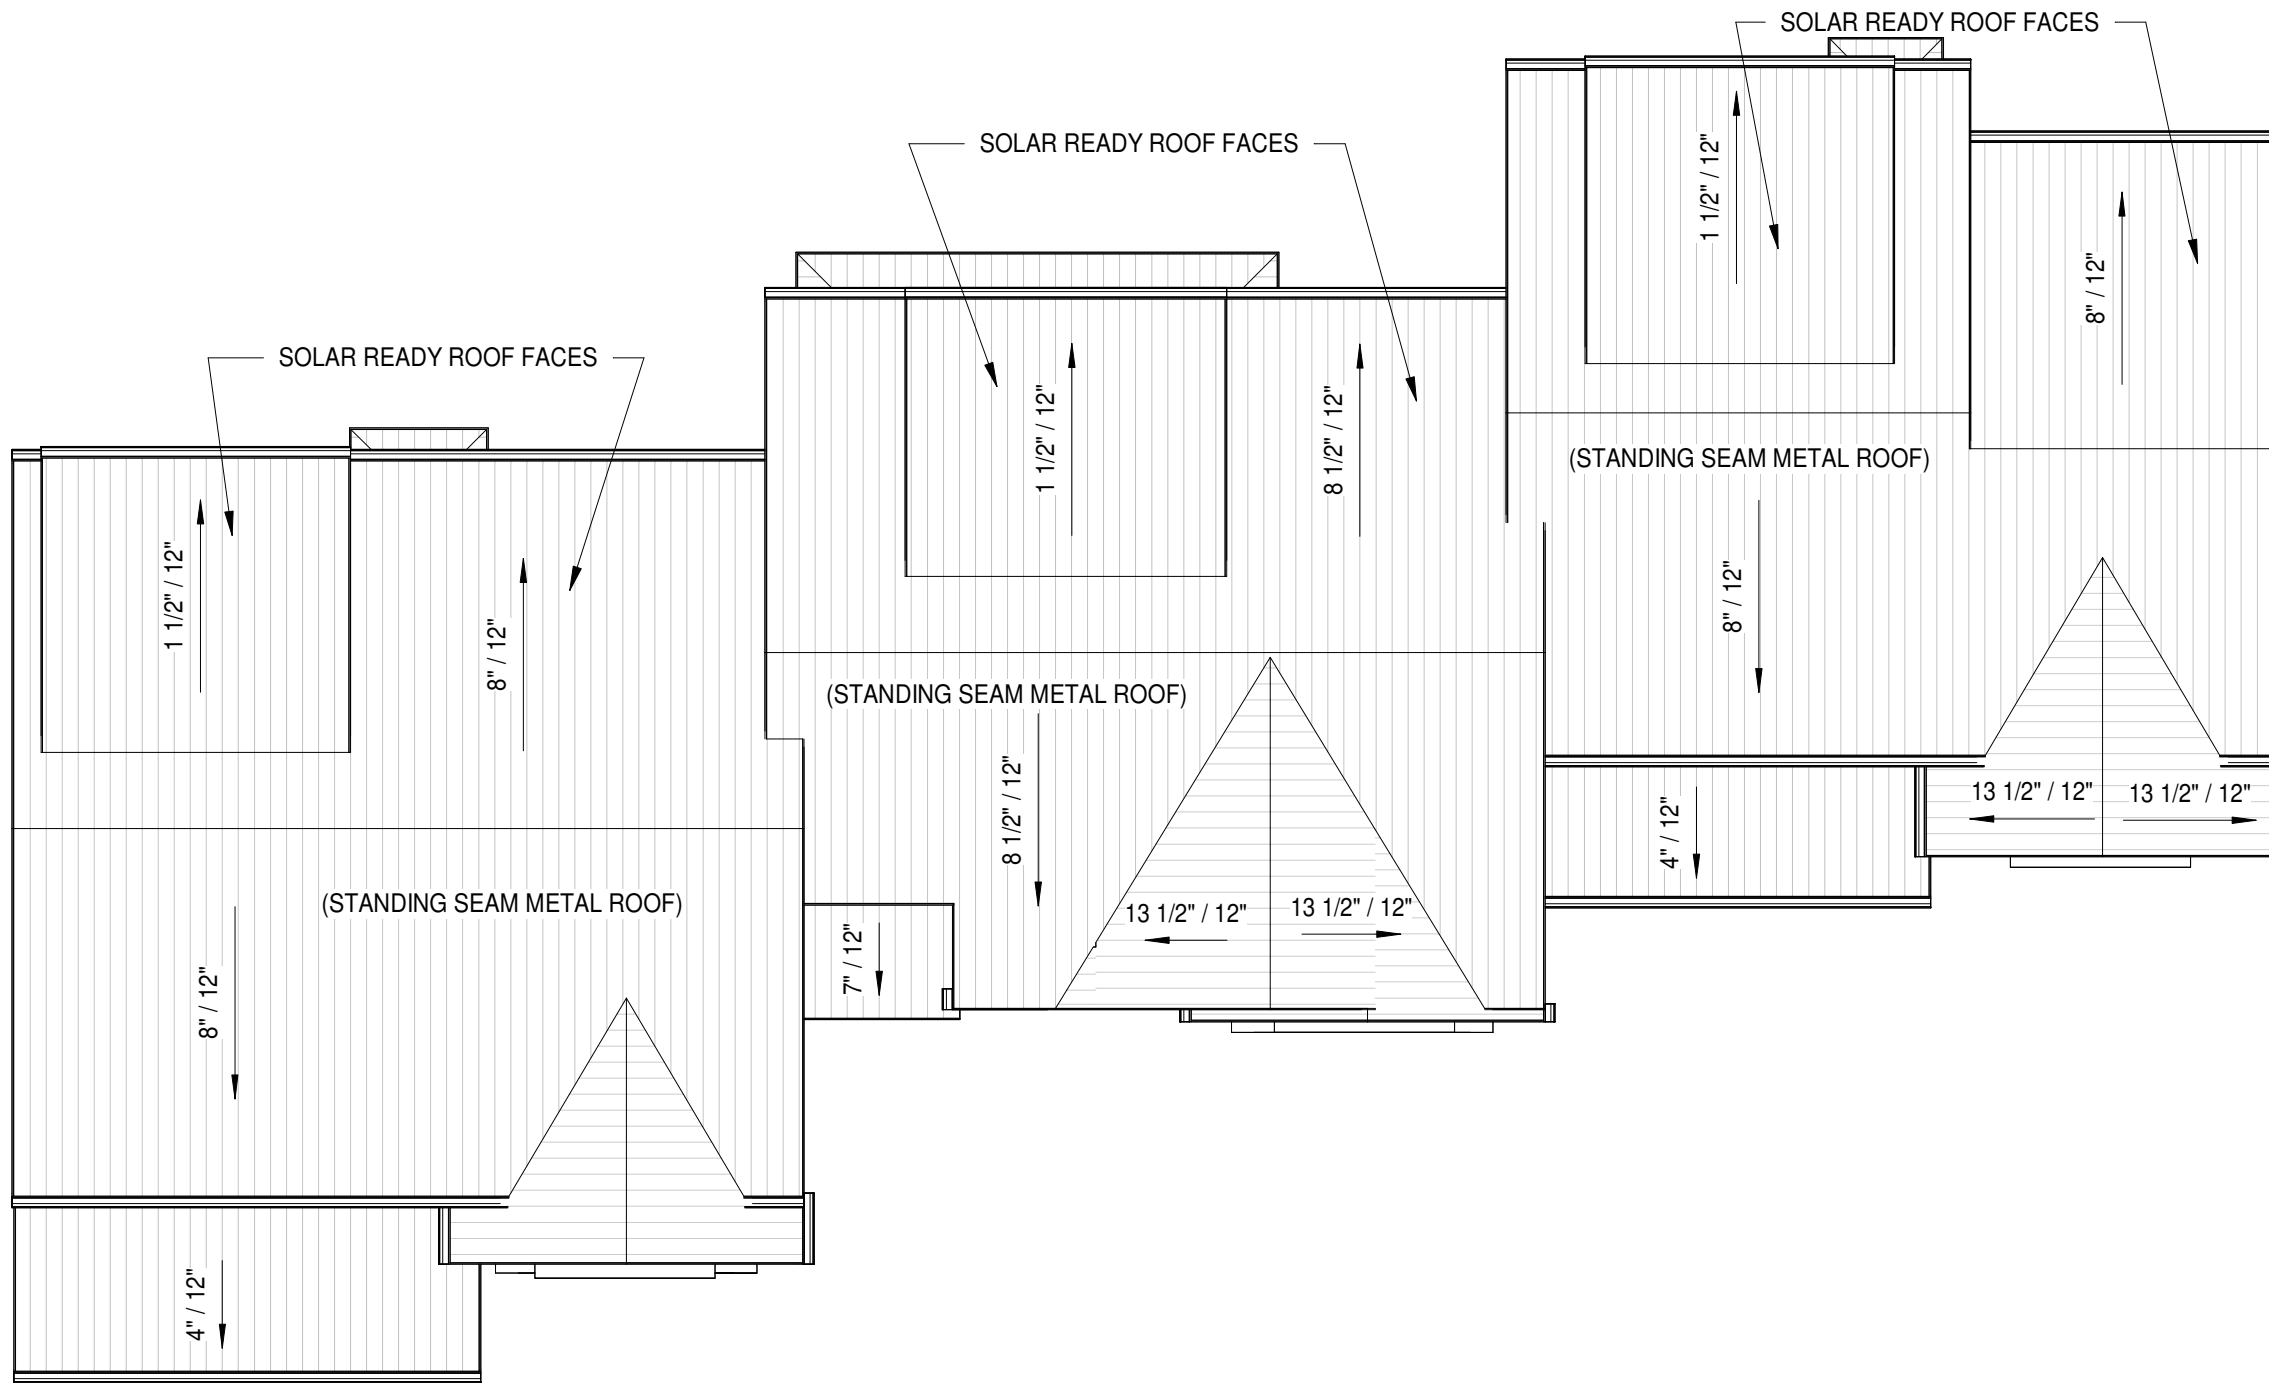 SOLAR READY ROOF FACES
SOLAR READY ROOF FACES
SOLAR READY ROOF FACES
1 1/2" / 12"
8" / 12"
1 1/2" / 12"
8 1/2" / 12"
1 1/2" / 12"
8" / 12"
(STANDING SEAM METAL ROOF)
(STANDING SEAM METAL ROOF)
(STANDING SEAM METAL ROOF)
8" / 12"
8 1/2" / 12"
8" / 12"
13 1/2" / 12"
13 1/2" / 12"
4" / 12"
13 1/2" / 12"
13 1/2" / 12"
7" / 12"
4" / 12"